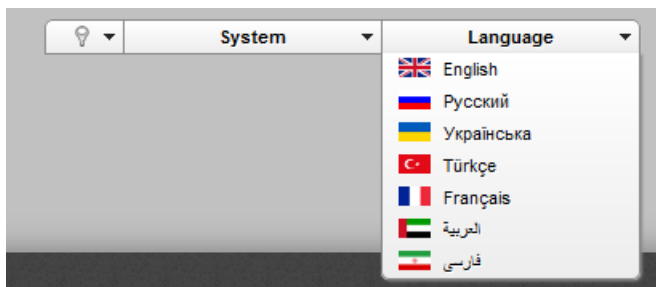 System
Language
English
Русский
Українська
Türkçe
Français
العربية
فارسی